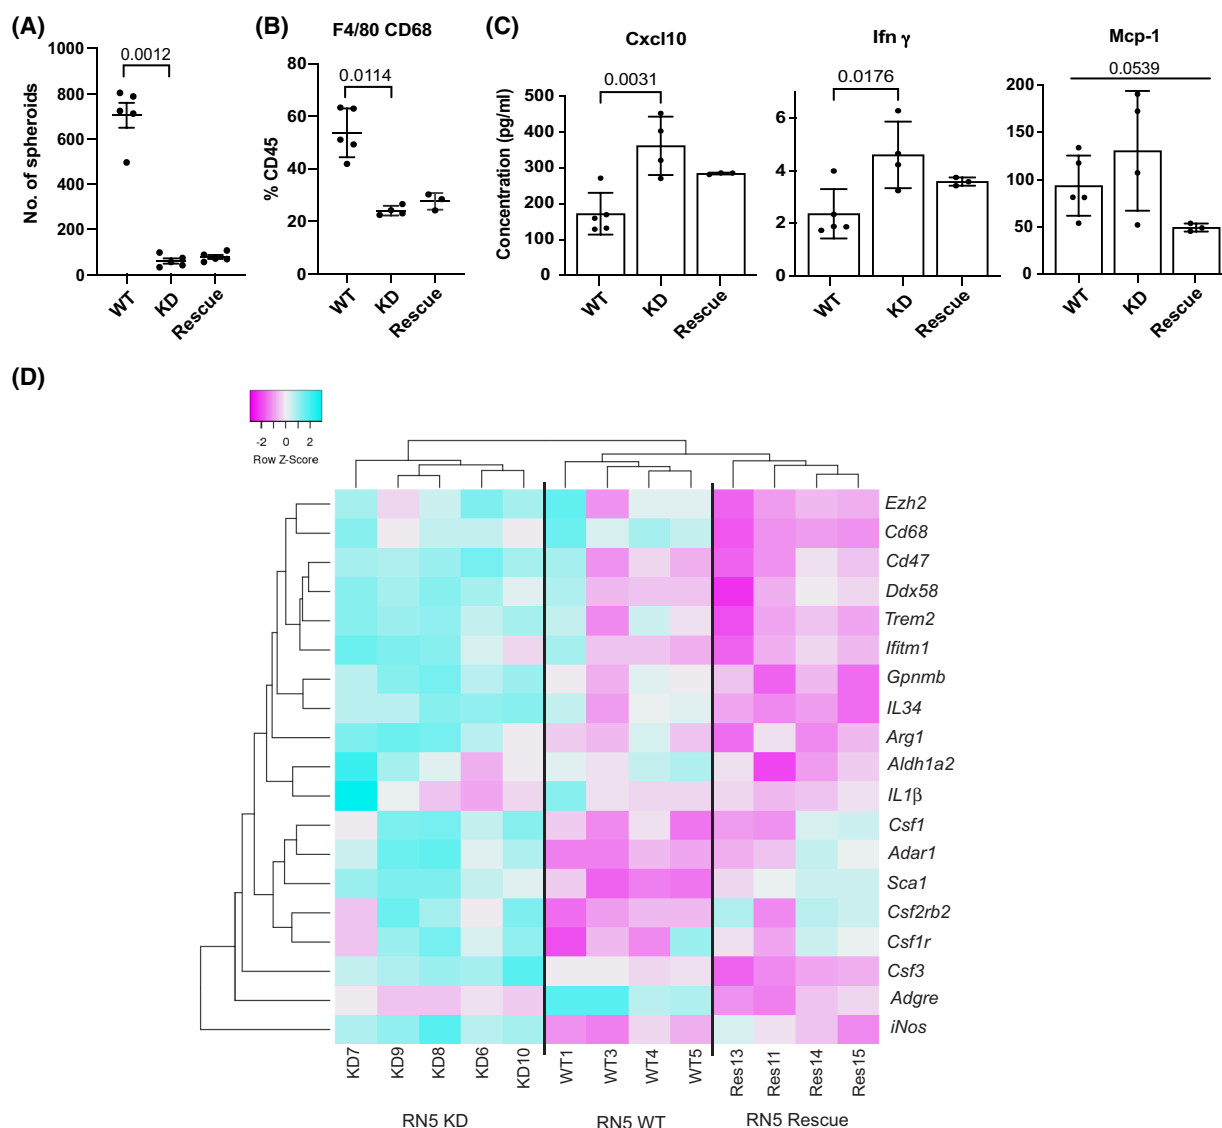 (A)
No. of spheroids
1000
800
600
400
200
0
0.0012
WT
KD
Rescue
(B)
F4/80 CD68
% CD45
80
60
40
20
0
0.0114
WT
KD
Rescue
(C)
Cxcl10
Concentration (pg/ml)
500
400
300
200
100
0
0.0031
WT
KD
Rescue
Ifn γ
6
4
2
0
0.0176
WT
KD
Rescue
Mcp-1
200
150
100
50
0
0.0539
WT
KD
Rescue
(D)
-2 0 2
Row Z-Score
Ezh2
Cd68
Cd47
Ddx58
Trem2
Ifitm1
Gpnmb
IL34
Arg1
Aldh1a2
IL1β
Csf1
Adar1
Sca1
Csf2rb2
Csf1r
Csf3
Adgre
iNos
KD7 KD9 KD8 KD6 KD10 WT1 WT3 WT4 WT5 Res13 Res11 Res14 Res15
RN5 KD RN5 WT RN5 Rescue